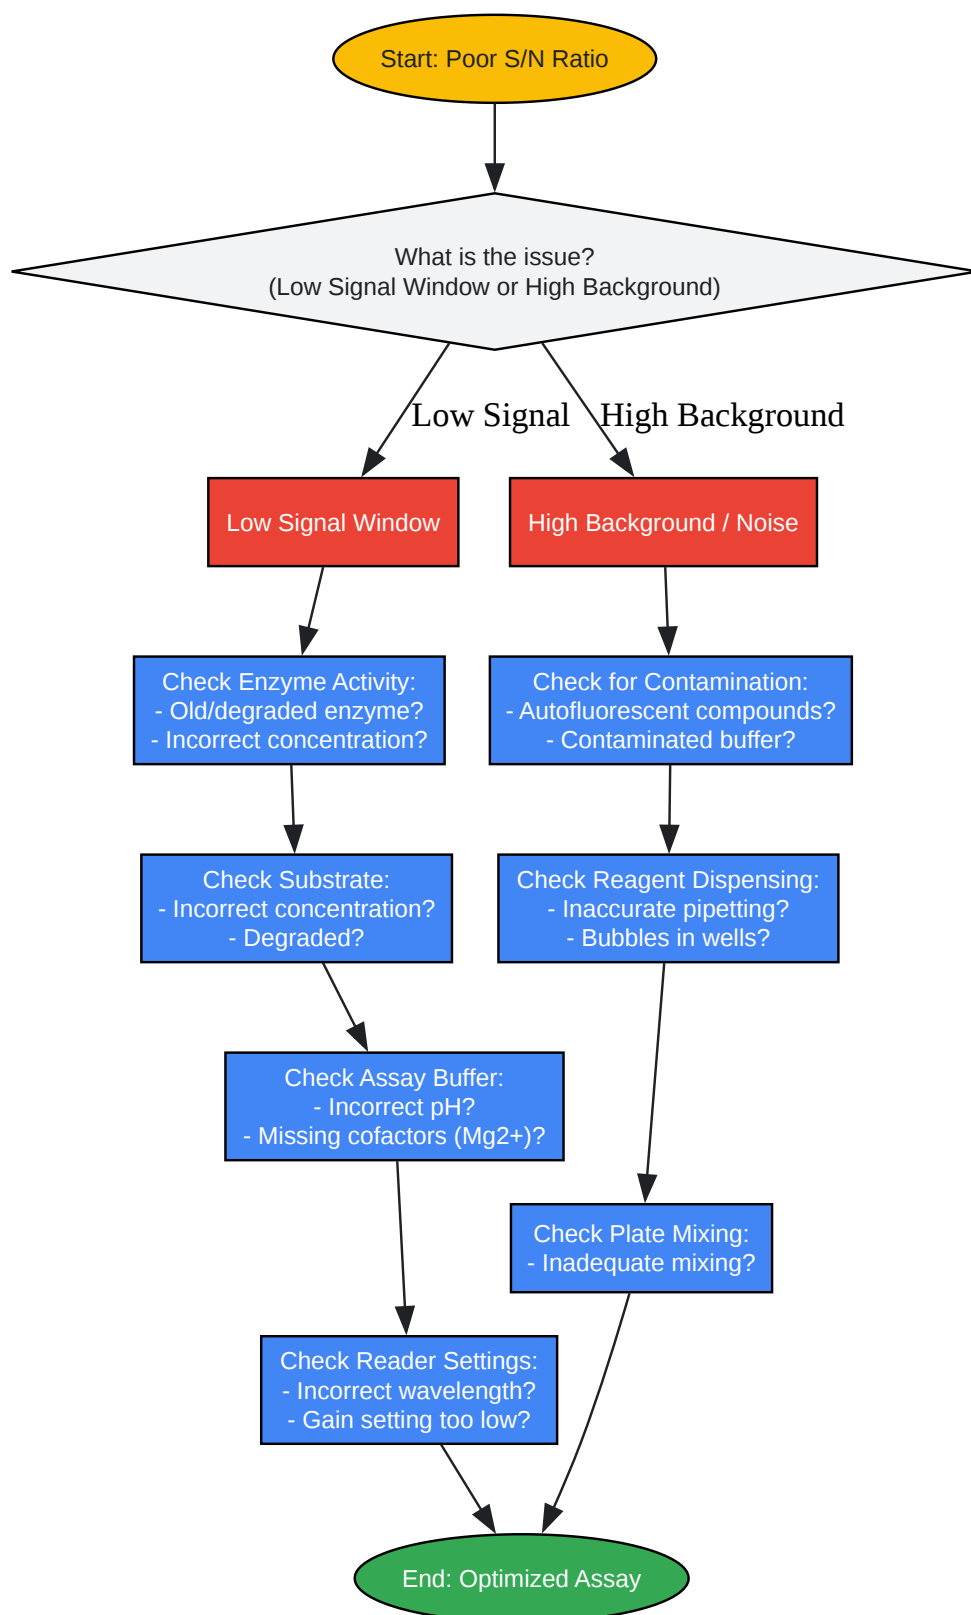 Start: Poor S/N Ratio
What is the issue?
(Low Signal Window or High Background)
Low Signal
High Background
Low Signal Window
High Background / Noise
Check Enzyme Activity:
- Old/degraded enzyme?
- Incorrect concentration?
Check for Contamination:
- Autofluorescent compounds?
- Contaminated buffer?
Check Substrate:
- Incorrect concentration?
- Degraded?
Check Reagent Dispensing:
- Inaccurate pipetting?
- Bubbles in wells?
Check Assay Buffer:
- Incorrect pH?
- Missing cofactors (Mg2+)?
Check Plate Mixing:
- Inadequate mixing?
Check Reader Settings:
- Incorrect wavelength?
- Gain setting too low?
End: Optimized Assay